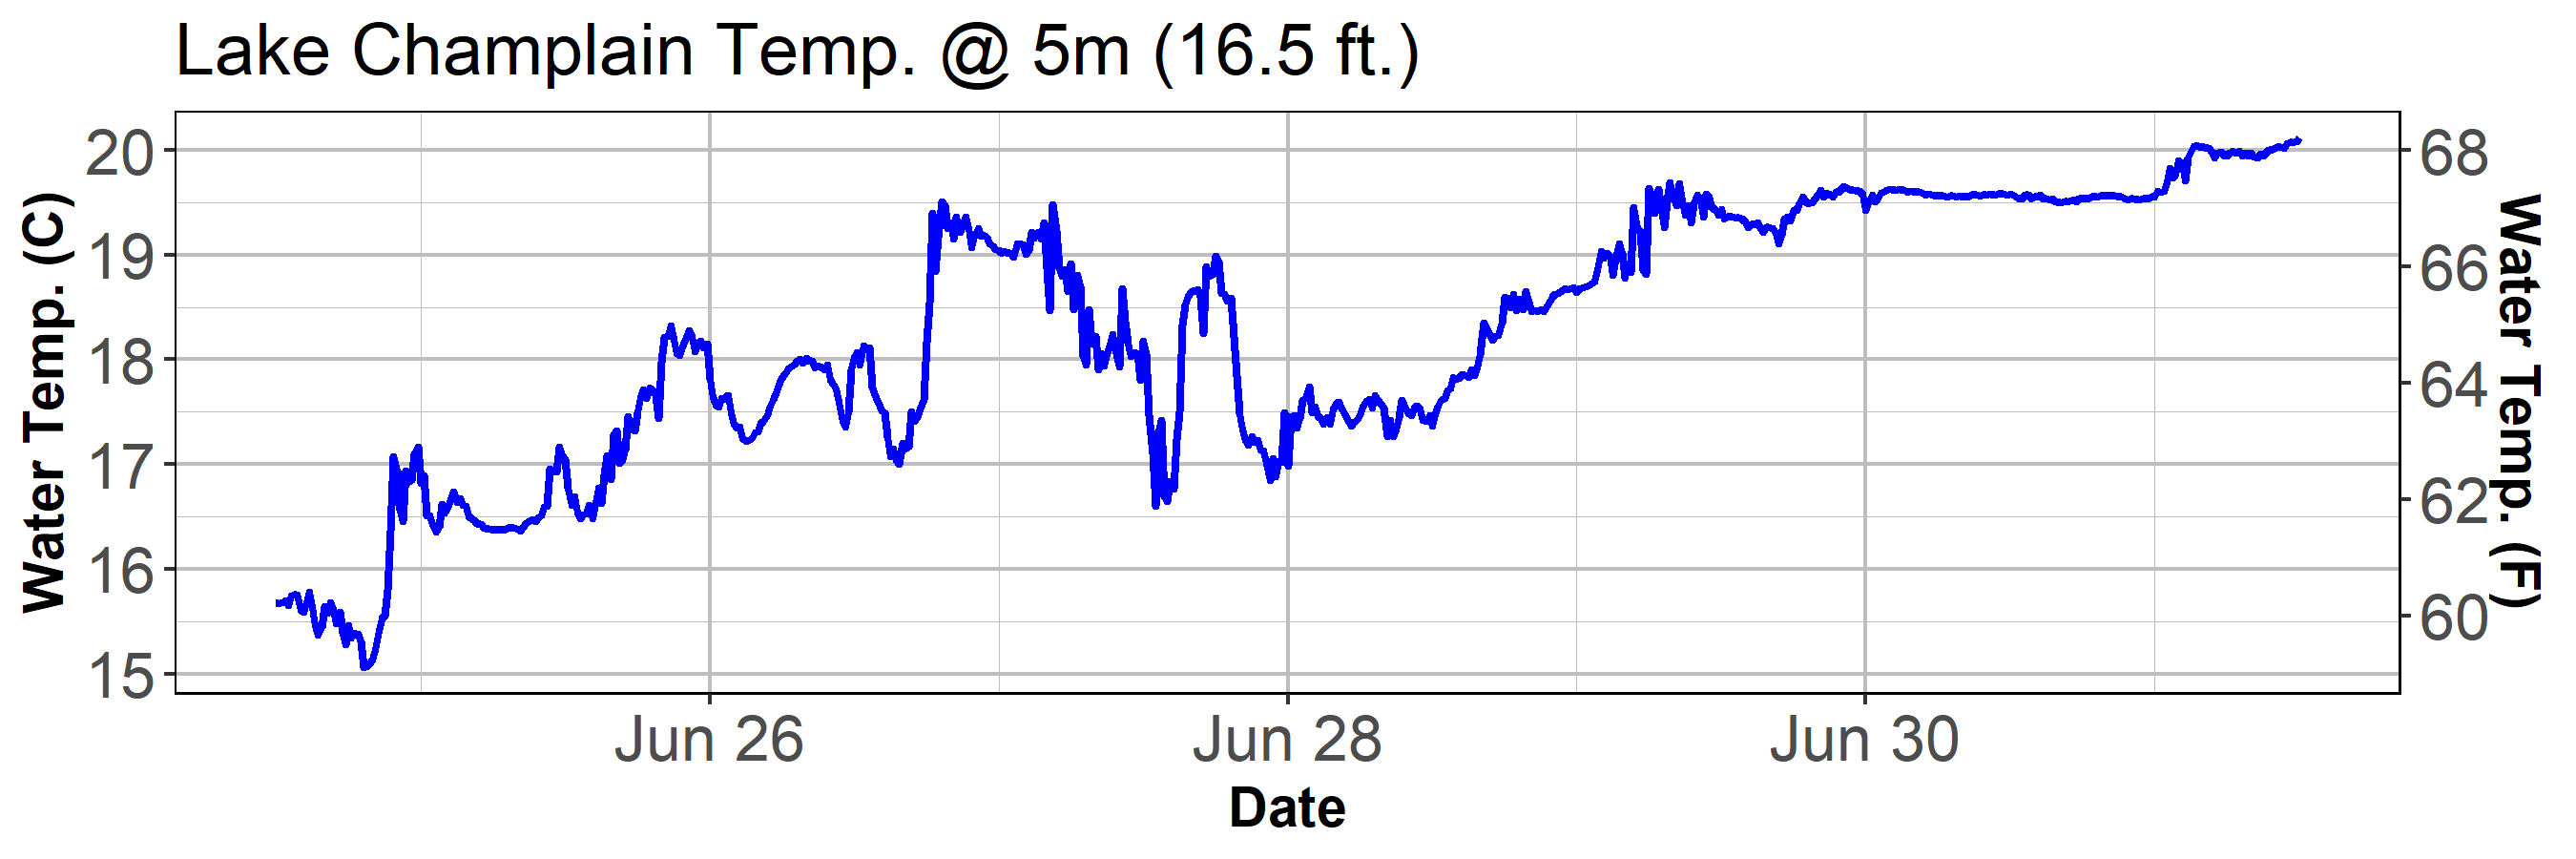 Lake Champlain Temp. @ 5m (16.5 ft.)
Water Temp. (C)
20
19
18
17
16
15
68
66
64
62
60
Water Temp. (F)
Jun 26
Jun 28
Jun 30
Date